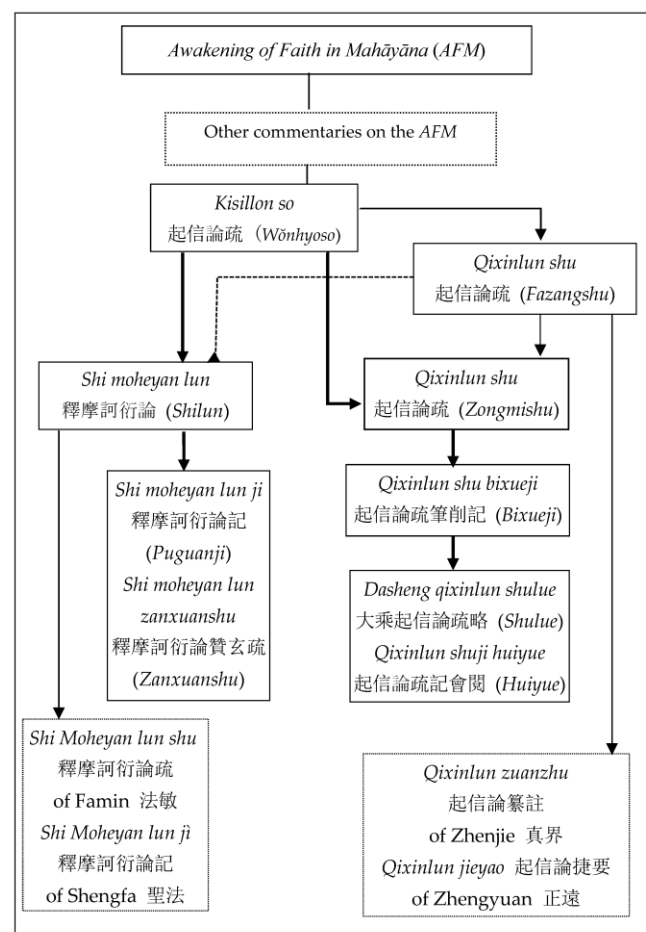 Awakening of Faith in Mahāyāna (AFM)
Other commentaries on the AFM
Kisillon so
起信論疏 (Wŏnhyoso)
Qixinlun shu
起信論疏 (Fazangshu)
Shi moheyan lun
釋摩訶衍論 (Shilun)
Qixinlun shu
起信論疏 (Zongmishu)
Shi moheyan lun ji
釋摩訶衍論記
(Puguanji)
Shi moheyan lun
zanxuanshu
釋摩訶衍論贊玄疏
(Zanxuanshu)
Qixinlun shu bixueji
起信論疏筆削記 (Bixueji)
Dasheng qixinlun shulue
大乘起信論疏略 (Shulue)
Qixinlun shuji huiyue
起信論疏記會閱 (Huiyue)
Shi Moheyan lun shu
釋摩訶衍論疏
of Famin 法敏
Shi Moheyan lun jì
釋摩訶衍論記
of Shengfa 聖法
Qixinlun zuanzhu
起信論纂註
of Zhenjie 真界
Qixinlun jieyao 起信論捷要
of Zhengyuan 正遠